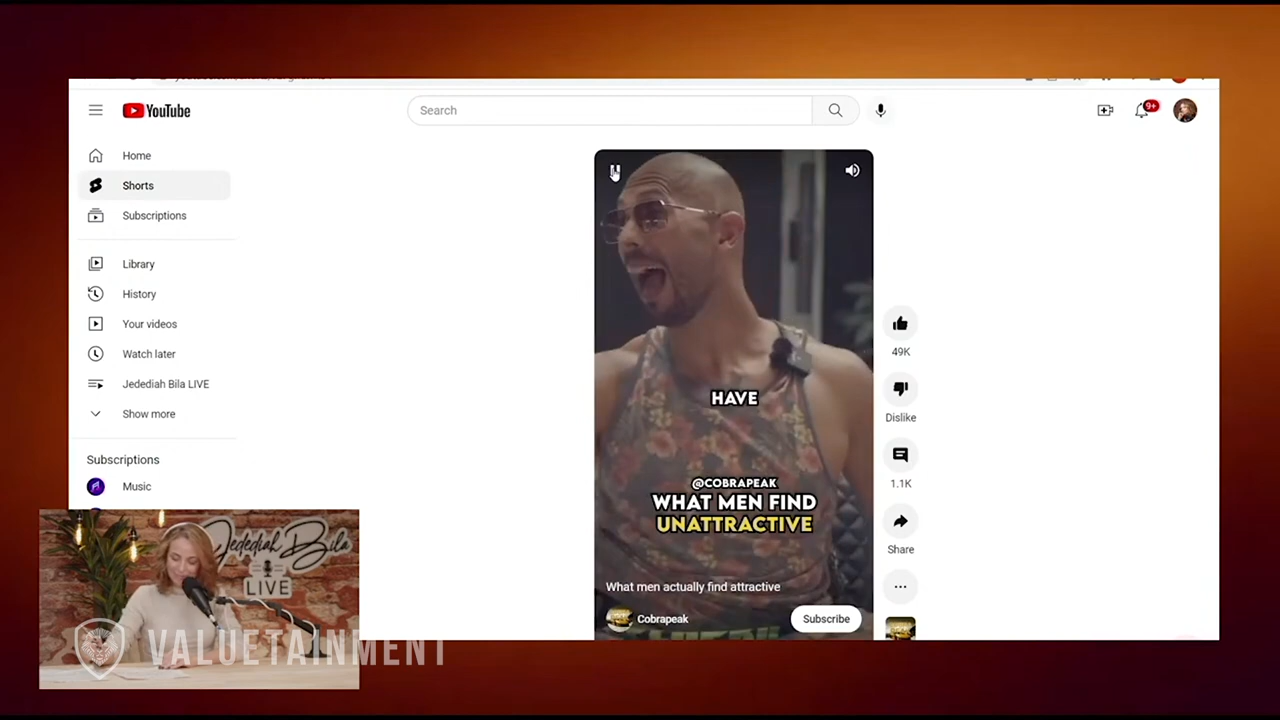 YouTube
Search
9+
Home
Shorts
Subscriptions
Library
History
Your videos
Watch later
Jedediah Bila LIVE
Show more
Subscriptions
Music
HAVE
@COBRAPEAK
WHAT MEN FIND
UNATTRACTIVE
What men actually find attractive
Cobrapeak
Subscribe
49K
Dislike
1.1K
Share
Jedediah Bila
LIVE
VALUETAINMENT